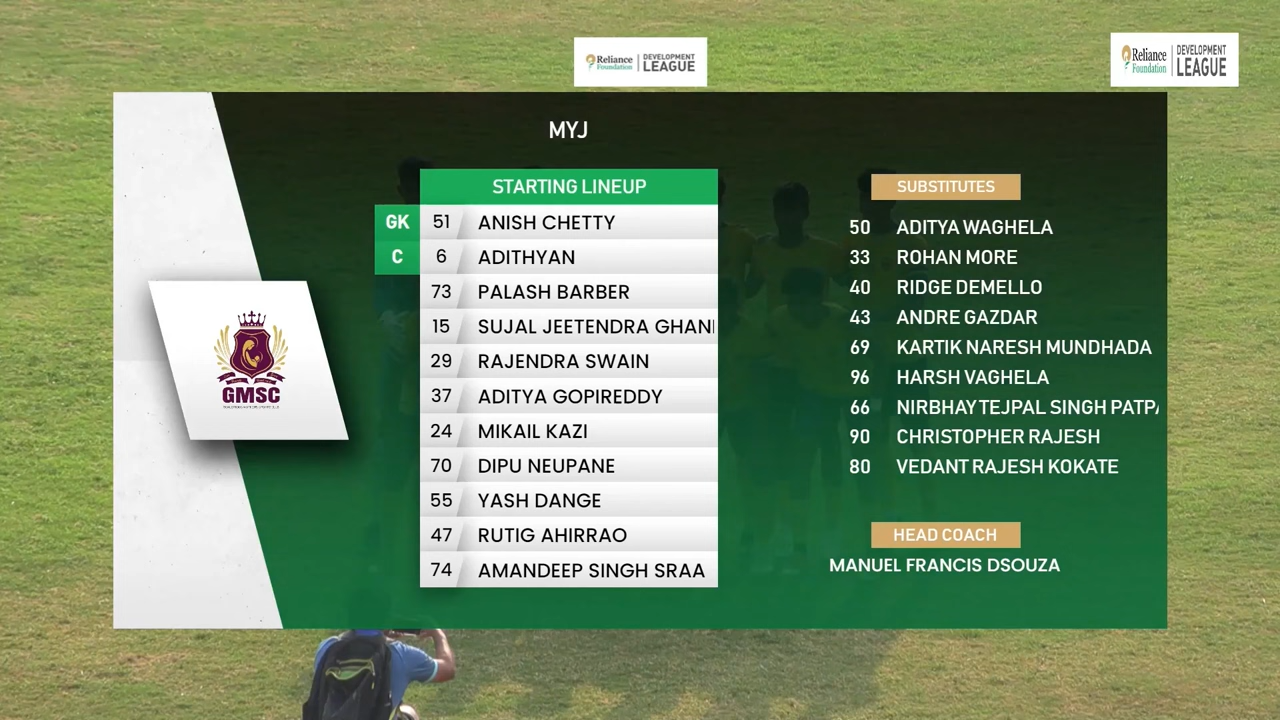 Reliance Foundation DEVELOPMENT LEAGUE
Reliance Foundation DEVELOPMENT LEAGUE
MYJ
STARTING LINEUP
GK 51 ANISH CHETTY
C 6 ADITHYAN
73 PALASH BARBER
15 SUJAL JEETENDRA GHANI
29 RAJENDRA SWAIN
37 ADITYA GOPIREDDY
24 MIKAIL KAZI
70 DIPU NEUPANE
55 YASH DANGE
47 RUTIG AHIRRAO
74 AMANDEEP SINGH SRAA
GMSC
SUBSTITUTES
50 ADITYA WAGHELA
33 ROHAN MORE
40 RIDGE DEMELLO
43 ANDRE GAZDAR
69 KARTIK NARESH MUNDHADA
96 HARSH VAGHELA
66 NIRBHAY TEJPAL SINGH PATPA
90 CHRISTOPHER RAJESH
80 VEDANT RAJESH KOKATE
HEAD COACH
MANUEL FRANCIS DSOUZA